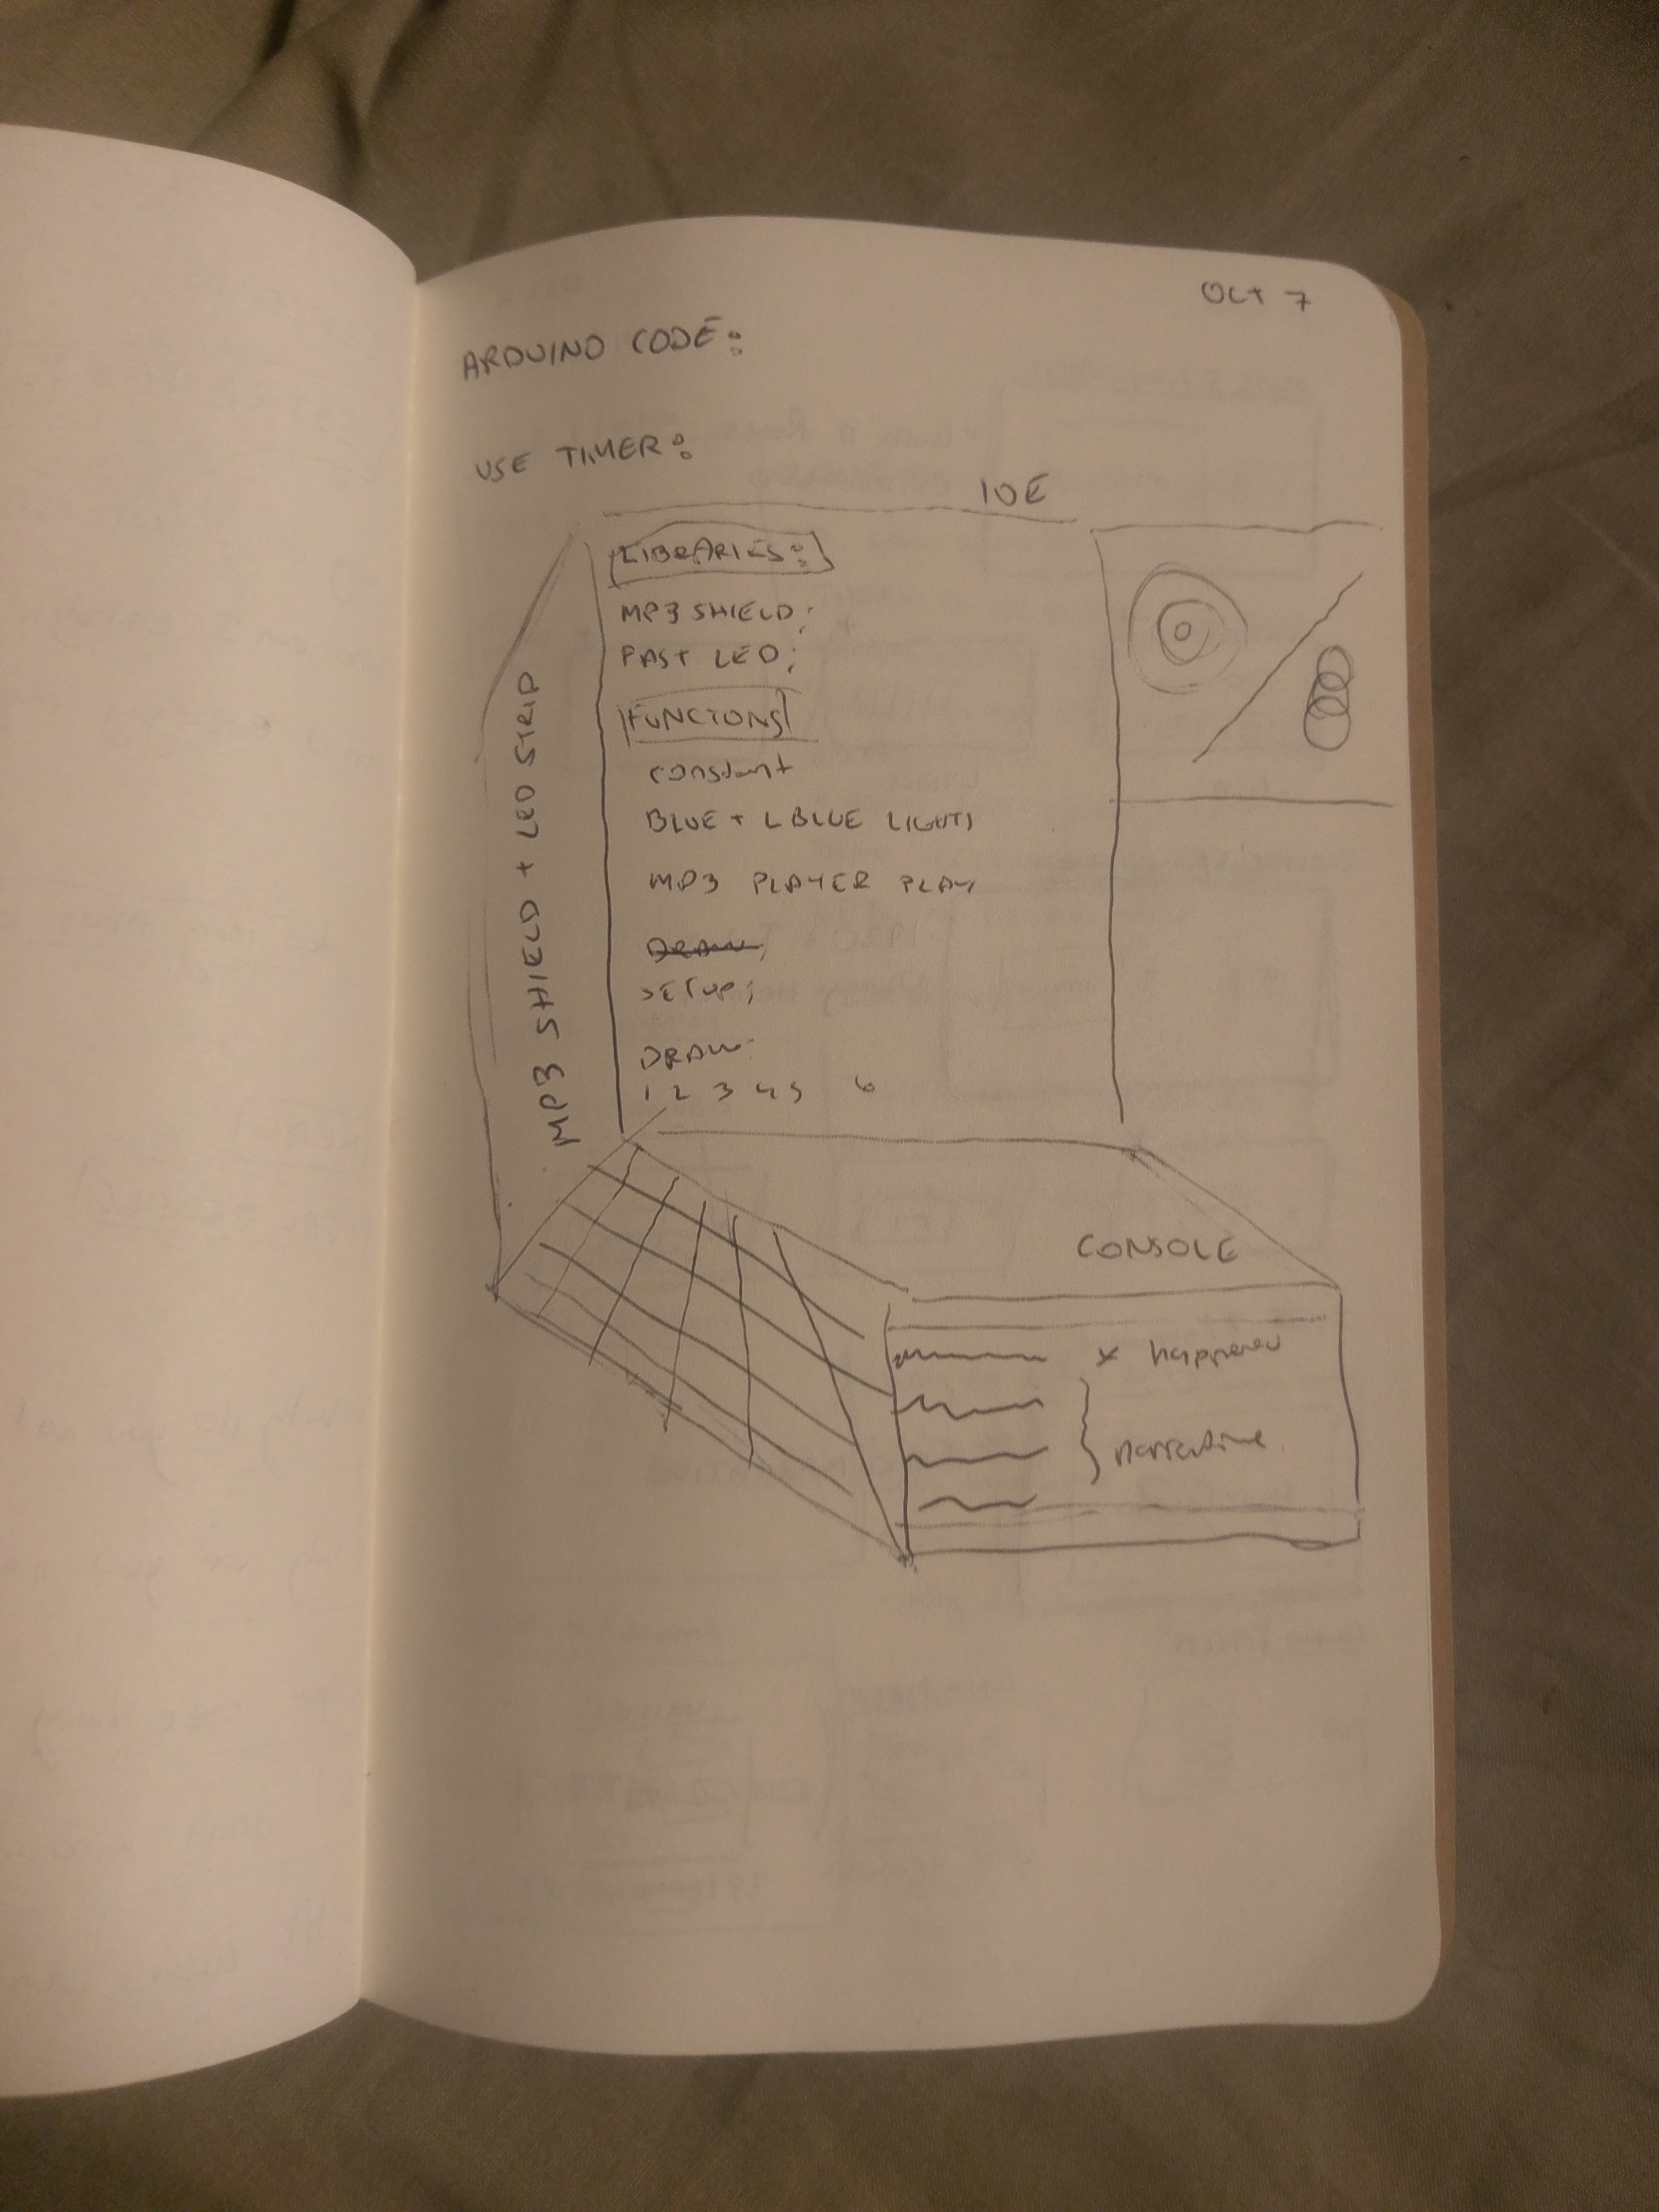 OCT 7
ARDUINO CODE:
USE TIMER:
IDE
LIBRARIES:
MP3 SHIELD;
FAST LED;
FUNCTONS
constant
BLUE + L BLUE LIGHTS
MP3 PLAYER PLAY
DRAW;
SETUP;
DRAW:
1 2 3 4 5 6
MP3 SHIELD + LED STRIP
CONSOLE
x happened
narrative